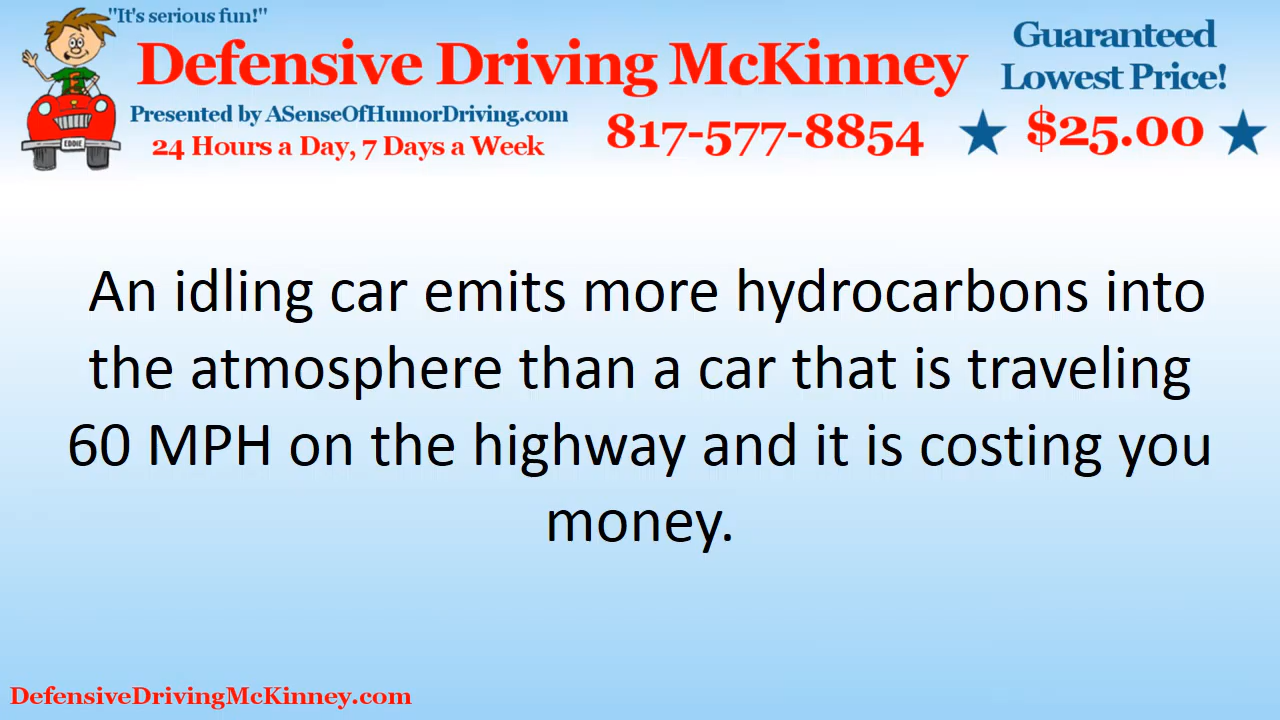 "It's serious fun!"
Defensive Driving McKinney
Presented by ASenseOfHumorDriving.com
24 Hours a Day, 7 Days a Week
817-577-8854
Guaranteed
Lowest Price!
$25.00
EDDIE
An idling car emits more hydrocarbons into
the atmosphere than a car that is traveling
60 MPH on the highway and it is costing you
money.
DefensiveDrivingMcKinney.com